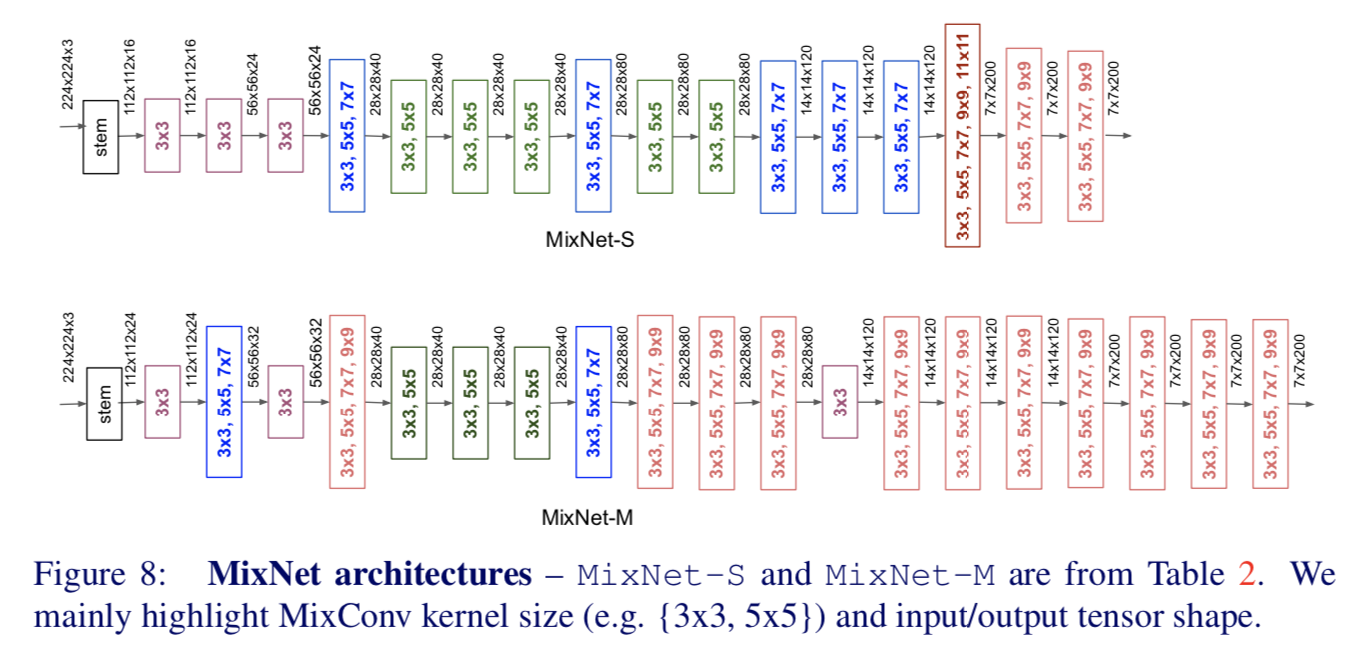 224x224x3
stem
112x112x16
3x3
112x112x16
3x3
56x56x24
3x3
56x56x24
3x3, 5x5, 7x7
28x28x40
3x3, 5x5
28x28x40
3x3, 5x5
28x28x40
3x3, 5x5
28x28x40
3x3, 5x5, 7x7
28x28x80
3x3, 5x5
28x28x80
3x3, 5x5
28x28x80
3x3, 5x5, 7x7
14x14x120
3x3, 5x5, 7x7
14x14x120
3x3, 5x5, 7x7
14x14x120
3x3, 5x5, 7x7, 9x9, 11x11
7x7x200
3x3, 5x5, 7x7, 9x9
7x7x200
3x3, 5x5, 7x7, 9x9
7x7x200
MixNet-S
224x224x3
stem
112x112x24
3x3
112x112x24
3x3, 5x5, 7x7
56x56x32
3x3
56x56x32
3x3, 5x5, 7x7, 9x9
28x28x40
3x3, 5x5
28x28x40
3x3, 5x5
28x28x40
3x3, 5x5
28x28x40
3x3, 5x5, 7x7
28x28x80
3x3, 5x5, 7x7, 9x9
28x28x80
3x3, 5x5, 7x7, 9x9
28x28x80
3x3, 5x5, 7x7, 9x9
28x28x80
3x3
14x14x120
3x3, 5x5, 7x7, 9x9
14x14x120
3x3, 5x5, 7x7, 9x9
14x14x120
3x3, 5x5, 7x7, 9x9
14x14x120
3x3, 5x5, 7x7, 9x9
7x7x200
3x3, 5x5, 7x7, 9x9
7x7x200
3x3, 5x5, 7x7, 9x9
7x7x200
3x3, 5x5, 7x7, 9x9
7x7x200
MixNet-M
Figure 8: MixNet architectures – MixNet-S and MixNet-M are from Table 2. We
mainly highlight MixConv kernel size (e.g. {3x3, 5x5}) and input/output tensor shape.